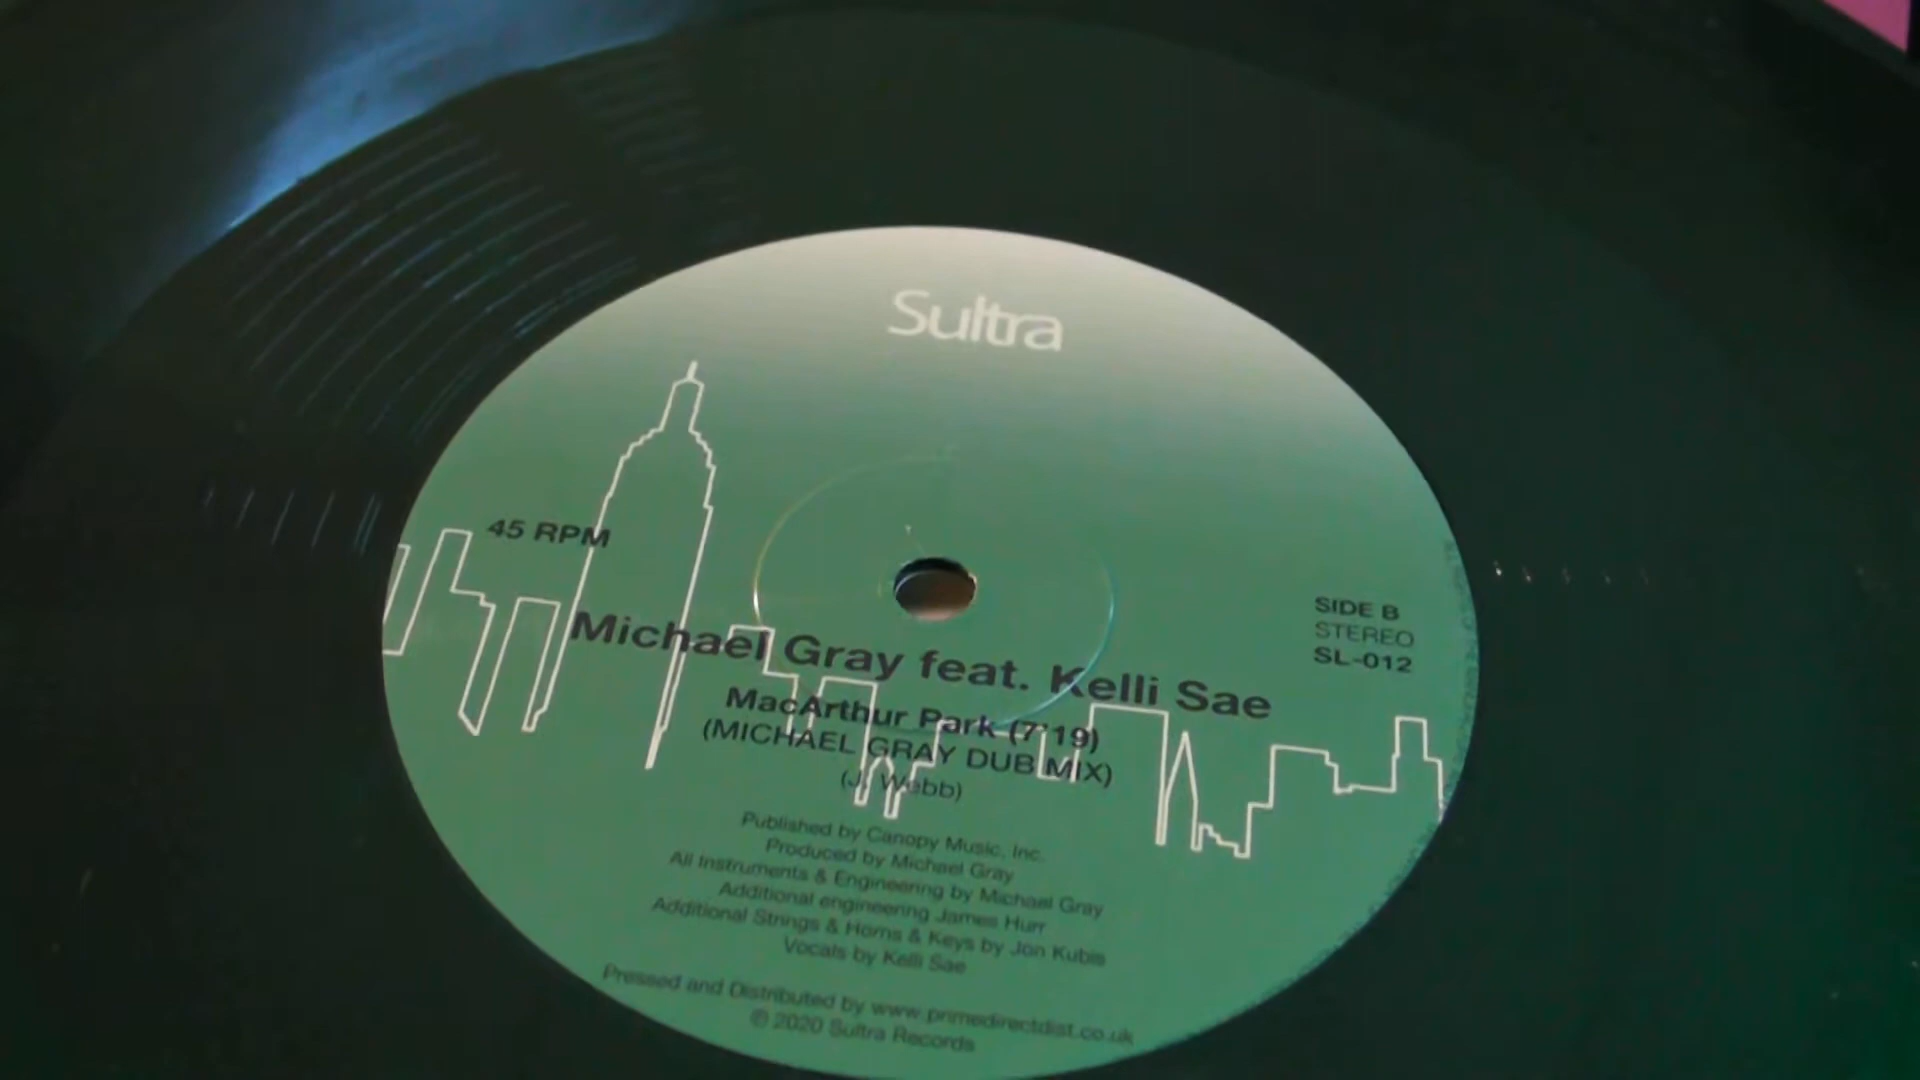 Sultra
45 RPM
SIDE B
STEREO
SL-012
Michael Gray feat. Kelli Sae
MacArthur Park (7'19)
(MICHAEL GRAY DUB MIX)
(J. Webb)
Published by Canopy Music, Inc.
Produced by Michael Gray
All Instruments & Engineering by Michael Gray
Additional engineering James Hurr
Additional Strings & Horns & Keys by Jon Kubis
Vocals by Kelli Sae
Pressed and Distributed by www.primedirectdist.co.uk
© 2020 Sultra Records